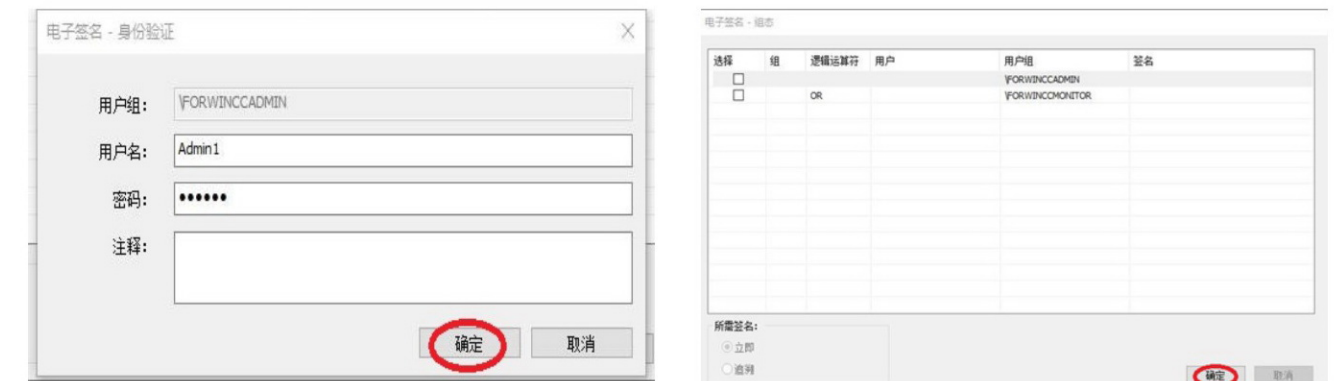 电子签名 - 身份验证
用户组: \FORWINCCADMIN
用户名: Admin1
密码: ••••••
注释:
确定 取消
电子签名 - 组态
选择 组 逻辑运算符 用户 用户组 签名
\FORWINCCADMIN
OR \FORWINCCMONITOR
所需签名:
立即
追溯
确定 取消